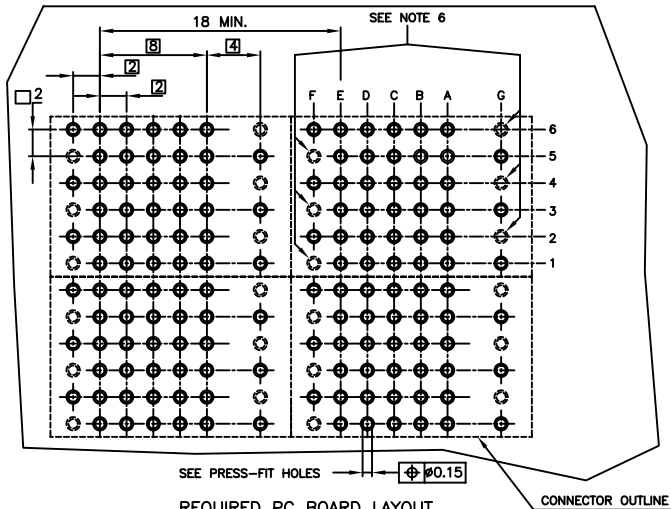 18 MIN.
SEE NOTE 6
8
4
2
2
2
F E D C B A G
6
5
4
3
2
1
SEE PRESS-FIT HOLES
⌖ ø0.15
CONNECTOR OUTLINE
REQUIRED PC BOARD LAYOUT